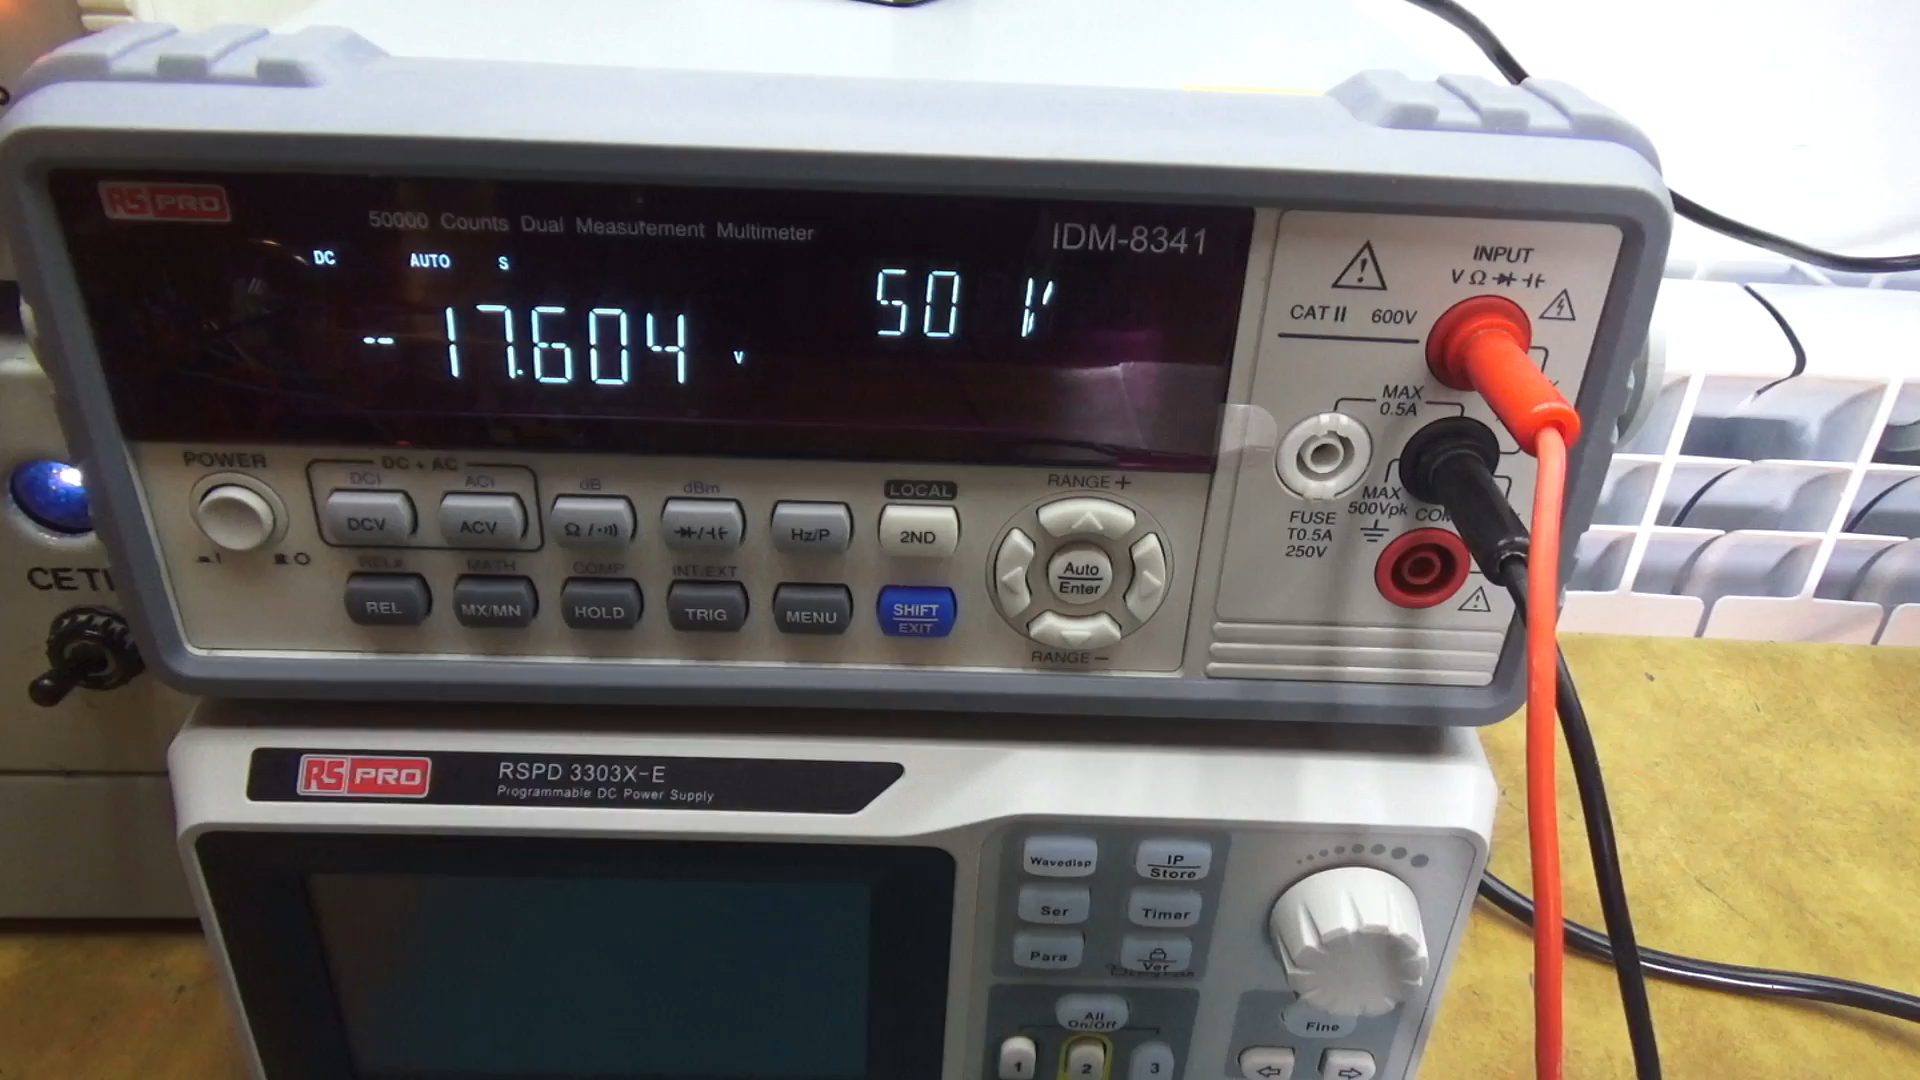 RS PRO
50000 Counts Dual Measurement Multimeter
IDM-8341
DC AUTO S
-17.604 V
50 V
INPUT
V Ω
CAT II 600V
MAX
0.5A
MAX
500Vpk
COM
FUSE
T0.5A
250V
POWER
DC + AC
DCI ACI dB dBm LOCAL
DCV ACV Ω Hz/P 2ND
REL# MATH COMP INT/EXT
REL MX/MN HOLD TRIG MENU SHIFT
EXIT
RANGE +
Auto
Enter
RANGE -
СЕТЬ
RS PRO
RSPD 3303X-E
Programmable DC Power Supply
Wavedisp IP
Store
Ser Timer
Para Ver
All
On/Off
Fine
1 2 3